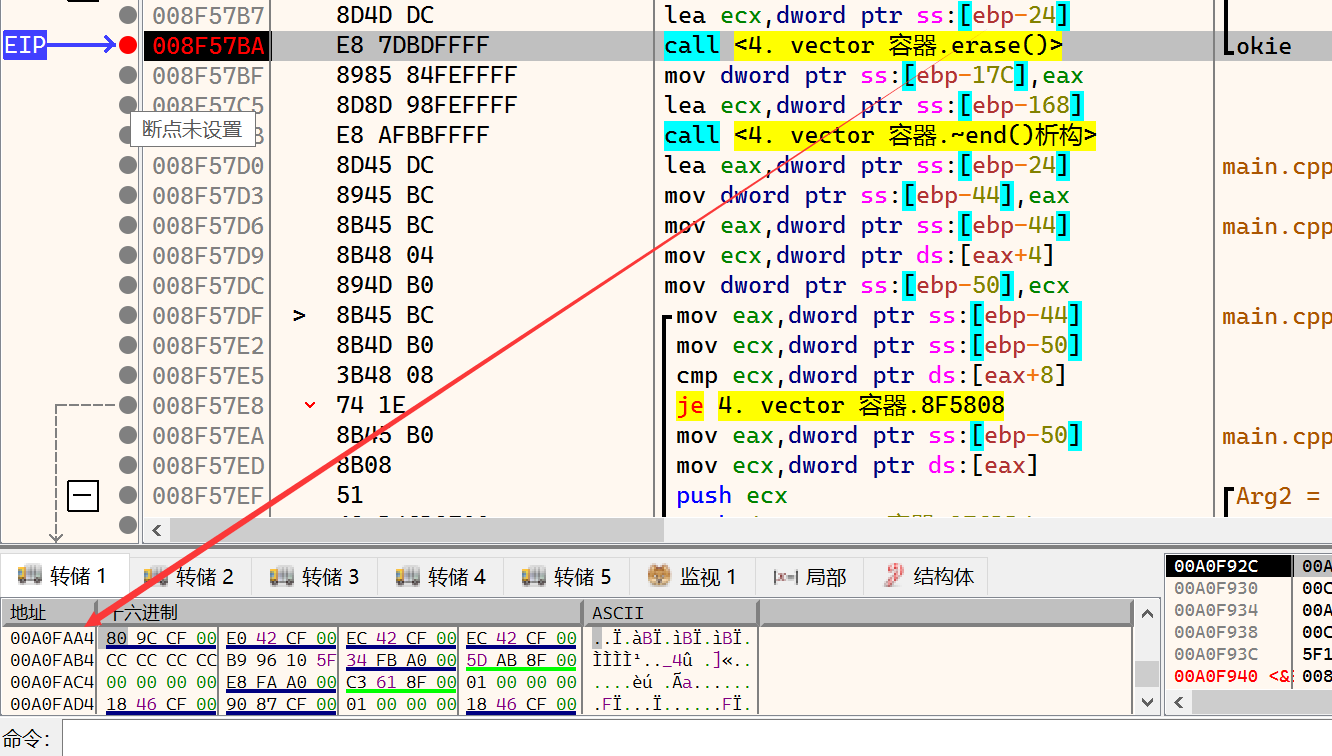 008F57B7 8D4D DC lea ecx,dword ptr ss:[ebp-24]
EIP 008F57BA E8 7DBDFFFF call <4. vector 容器.erase()> okie
008F57BF 8985 84FEFFFF mov dword ptr ss:[ebp-17C],eax
008F57C5 8D8D 98FEFFFF lea ecx,dword ptr ss:[ebp-168]
断点未设置 B E8 AFBBFFFF call <4. vector 容器.~end()析构>
008F57D0 8D45 DC lea eax,dword ptr ss:[ebp-24] main.cpp
008F57D3 8945 BC mov dword ptr ss:[ebp-44],eax
008F57D6 8B45 BC mov eax,dword ptr ss:[ebp-44] main.cpp
008F57D9 8B48 04 mov ecx,dword ptr ds:[eax+4]
008F57DC 894D B0 mov dword ptr ss:[ebp-50],ecx
008F57DF > 8B45 BC mov eax,dword ptr ss:[ebp-44] main.cpp
008F57E2 8B4D B0 mov ecx,dword ptr ss:[ebp-50]
008F57E5 3B48 08 cmp ecx,dword ptr ds:[eax+8]
008F57E8 74 1E je 4. vector 容器.8F5808
008F57EA 8B45 B0 mov eax,dword ptr ss:[ebp-50] main.cpp
008F57ED 8B08 mov ecx,dword ptr ds:[eax]
008F57EF 51 push ecx Arg2 =
转储 1 转储 2 转储 3 转储 4 转储 5 监视 1 [x=] 局部 结构体
地址 十六进制 ASCII
00A0FAA4 80 9C CF 00 E0 42 CF 00 EC 42 CF 00 EC 42 CF 00 ..Ï.àBÏ.ìBÏ.ìBÏ.
00A0FAB4 CC CC CC CC B9 96 10 5F 34 FB A0 00 5D AB 8F 00 ÌÌÌÌ¹.._4û .]«..
00A0FAC4 00 00 00 00 E8 FA A0 00 C3 61 8F 00 01 00 00 00 ....èú .Ãa......
00A0FAD4 18 46 CF 00 90 87 CF 00 01 00 00 00 18 46 CF 00 .FÏ...Ï......FÏ.
00A0F92C 00A
00A0F930 00C
00A0F934 00A
00A0F938 00C
00A0F93C 5F1
00A0F940 <& 008
命令：